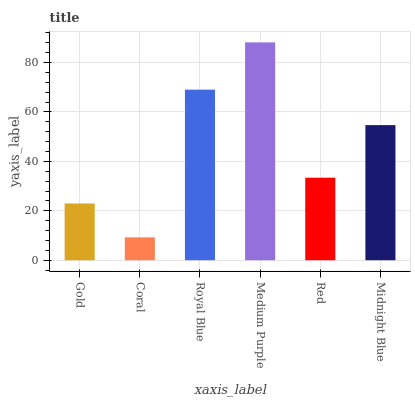 title
80
60
40
20
0
yaxis_label
Gold
Coral
Royal Blue
Medium Purple
Red
Midnight Blue
xaxis_label